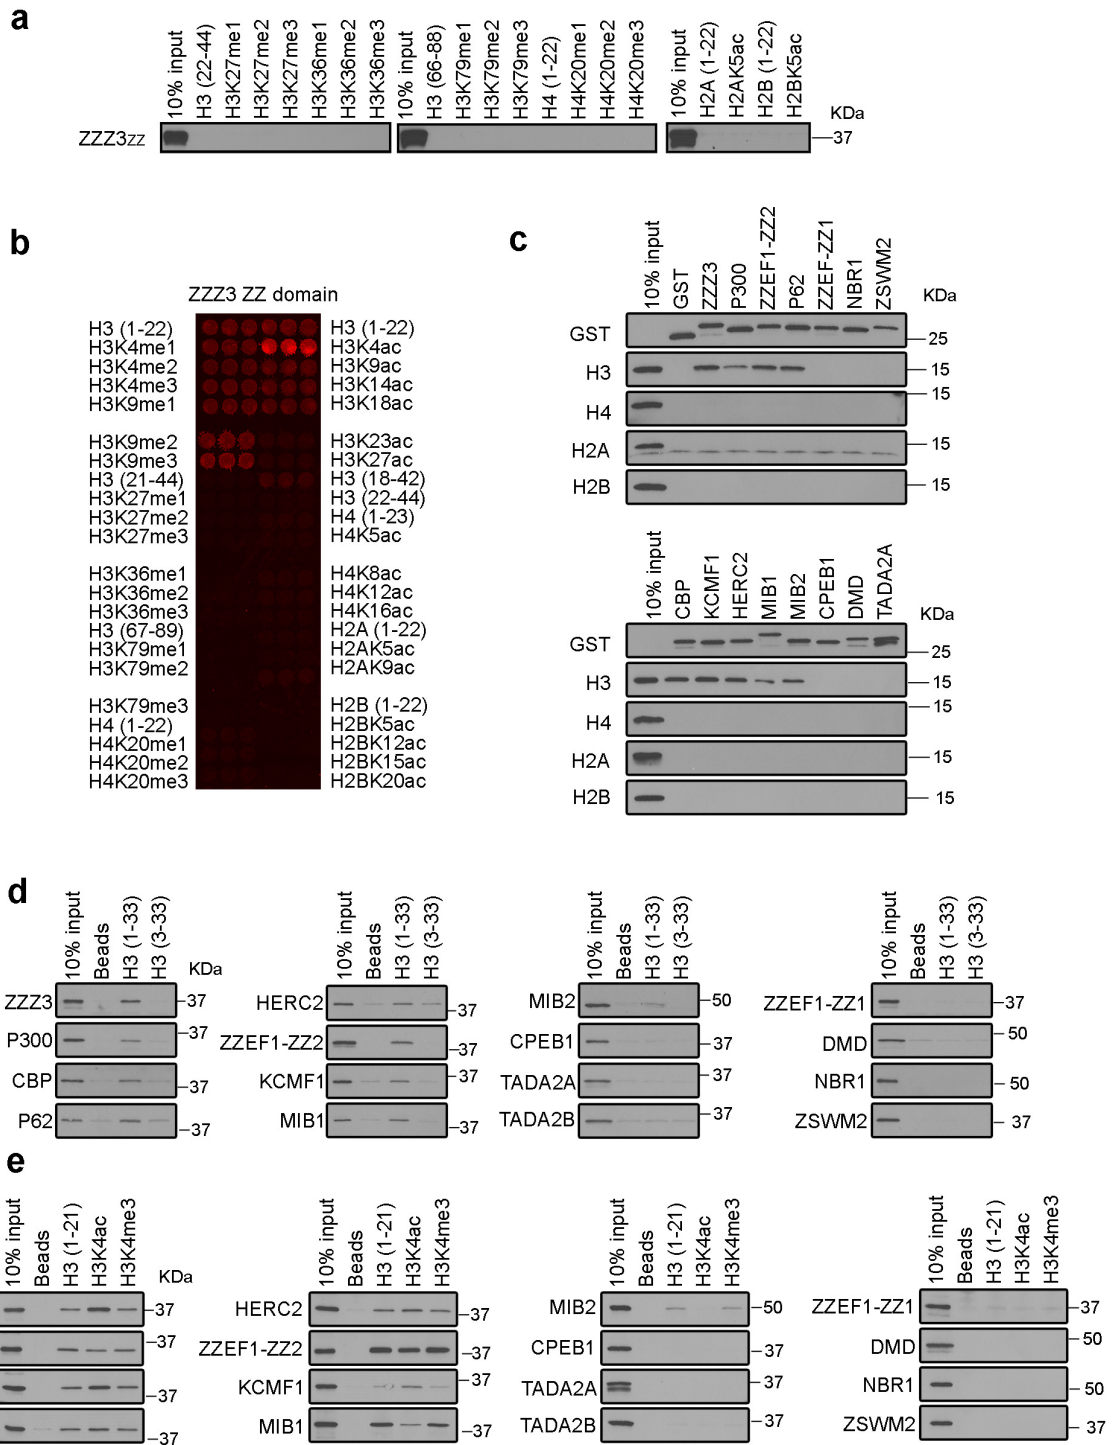 a
10% input
H3 (22-44)
H3K27me1
H3K27me2
H3K27me3
H3K36me1
H3K36me2
H3K36me3
10% input
H3 (66-88)
H3K79me1
H3K79me2
H3K79me3
H4 (1-22)
H4K20me1
H4K20me2
H4K20me3
10% input
H2A (1-22)
H2AK5ac
H2B (1-22)
H2BK5ac
KDa
ZZZ3ZZ
37
b
ZZZ3 ZZ domain
H3 (1-22) H3 (1-22)
H3K4me1 H3K4ac
H3K4me2 H3K9ac
H3K4me3 H3K14ac
H3K9me1 H3K18ac
H3K9me2 H3K23ac
H3K9me3 H3K27ac
H3 (21-44) H3 (18-42)
H3K27me1 H3 (22-44)
H3K27me2 H4 (1-23)
H3K27me3 H4K5ac
H3K36me1 H4K8ac
H3K36me2 H4K12ac
H3K36me3 H4K16ac
H3 (67-89) H2A (1-22)
H3K79me1 H2AK5ac
H3K79me2 H2AK9ac
H3K79me3 H2B (1-22)
H4 (1-22) H2BK5ac
H4K20me1 H2BK12ac
H4K20me2 H2BK15ac
H4K20me3 H2BK20ac
c
10% input
GST
ZZZ3
P300
ZZEF1-ZZ2
P62
ZZEF-ZZ1
NBR1
ZSWM2
KDa
GST 25
H3 15
H4 15
H2A 15
H2B 15
10% input
CBP
KCMF1
HERC2
MIB1
MIB2
CPEB1
DMD
TADA2A
KDa
GST 25
H3 15
H4 15
H2A 15
H2B 15
d
10% input
Beads
H3 (1-33)
H3 (3-33)
KDa
ZZZ3 37
P300 37
CBP 37
P62 37
10% input
Beads
H3 (1-33)
H3 (3-33)
HERC2 37
ZZEF1-ZZ2 37
KCMF1 37
MIB1 37
10% input
Beads
H3 (1-33)
H3 (3-33)
MIB2 50
CPEB1 37
TADA2A 37
TADA2B 37
10% input
Beads
H3 (1-33)
H3 (3-33)
ZZEF1-ZZ1 37
DMD 50
NBR1 50
ZSWM2 37
e
10% input
Beads
H3 (1-21)
H3K4ac
H3K4me3
KDa
37
37
37
37
10% input
Beads
H3 (1-21)
H3K4ac
H3K4me3
HERC2 37
ZZEF1-ZZ2 37
KCMF1 37
MIB1 37
10% input
Beads
H3 (1-21)
H3K4ac
H3K4me3
MIB2 50
CPEB1 37
TADA2A 37
TADA2B 37
10% input
Beads
H3 (1-21)
H3K4ac
H3K4me3
ZZEF1-ZZ1 37
DMD 50
NBR1 50
ZSWM2 37